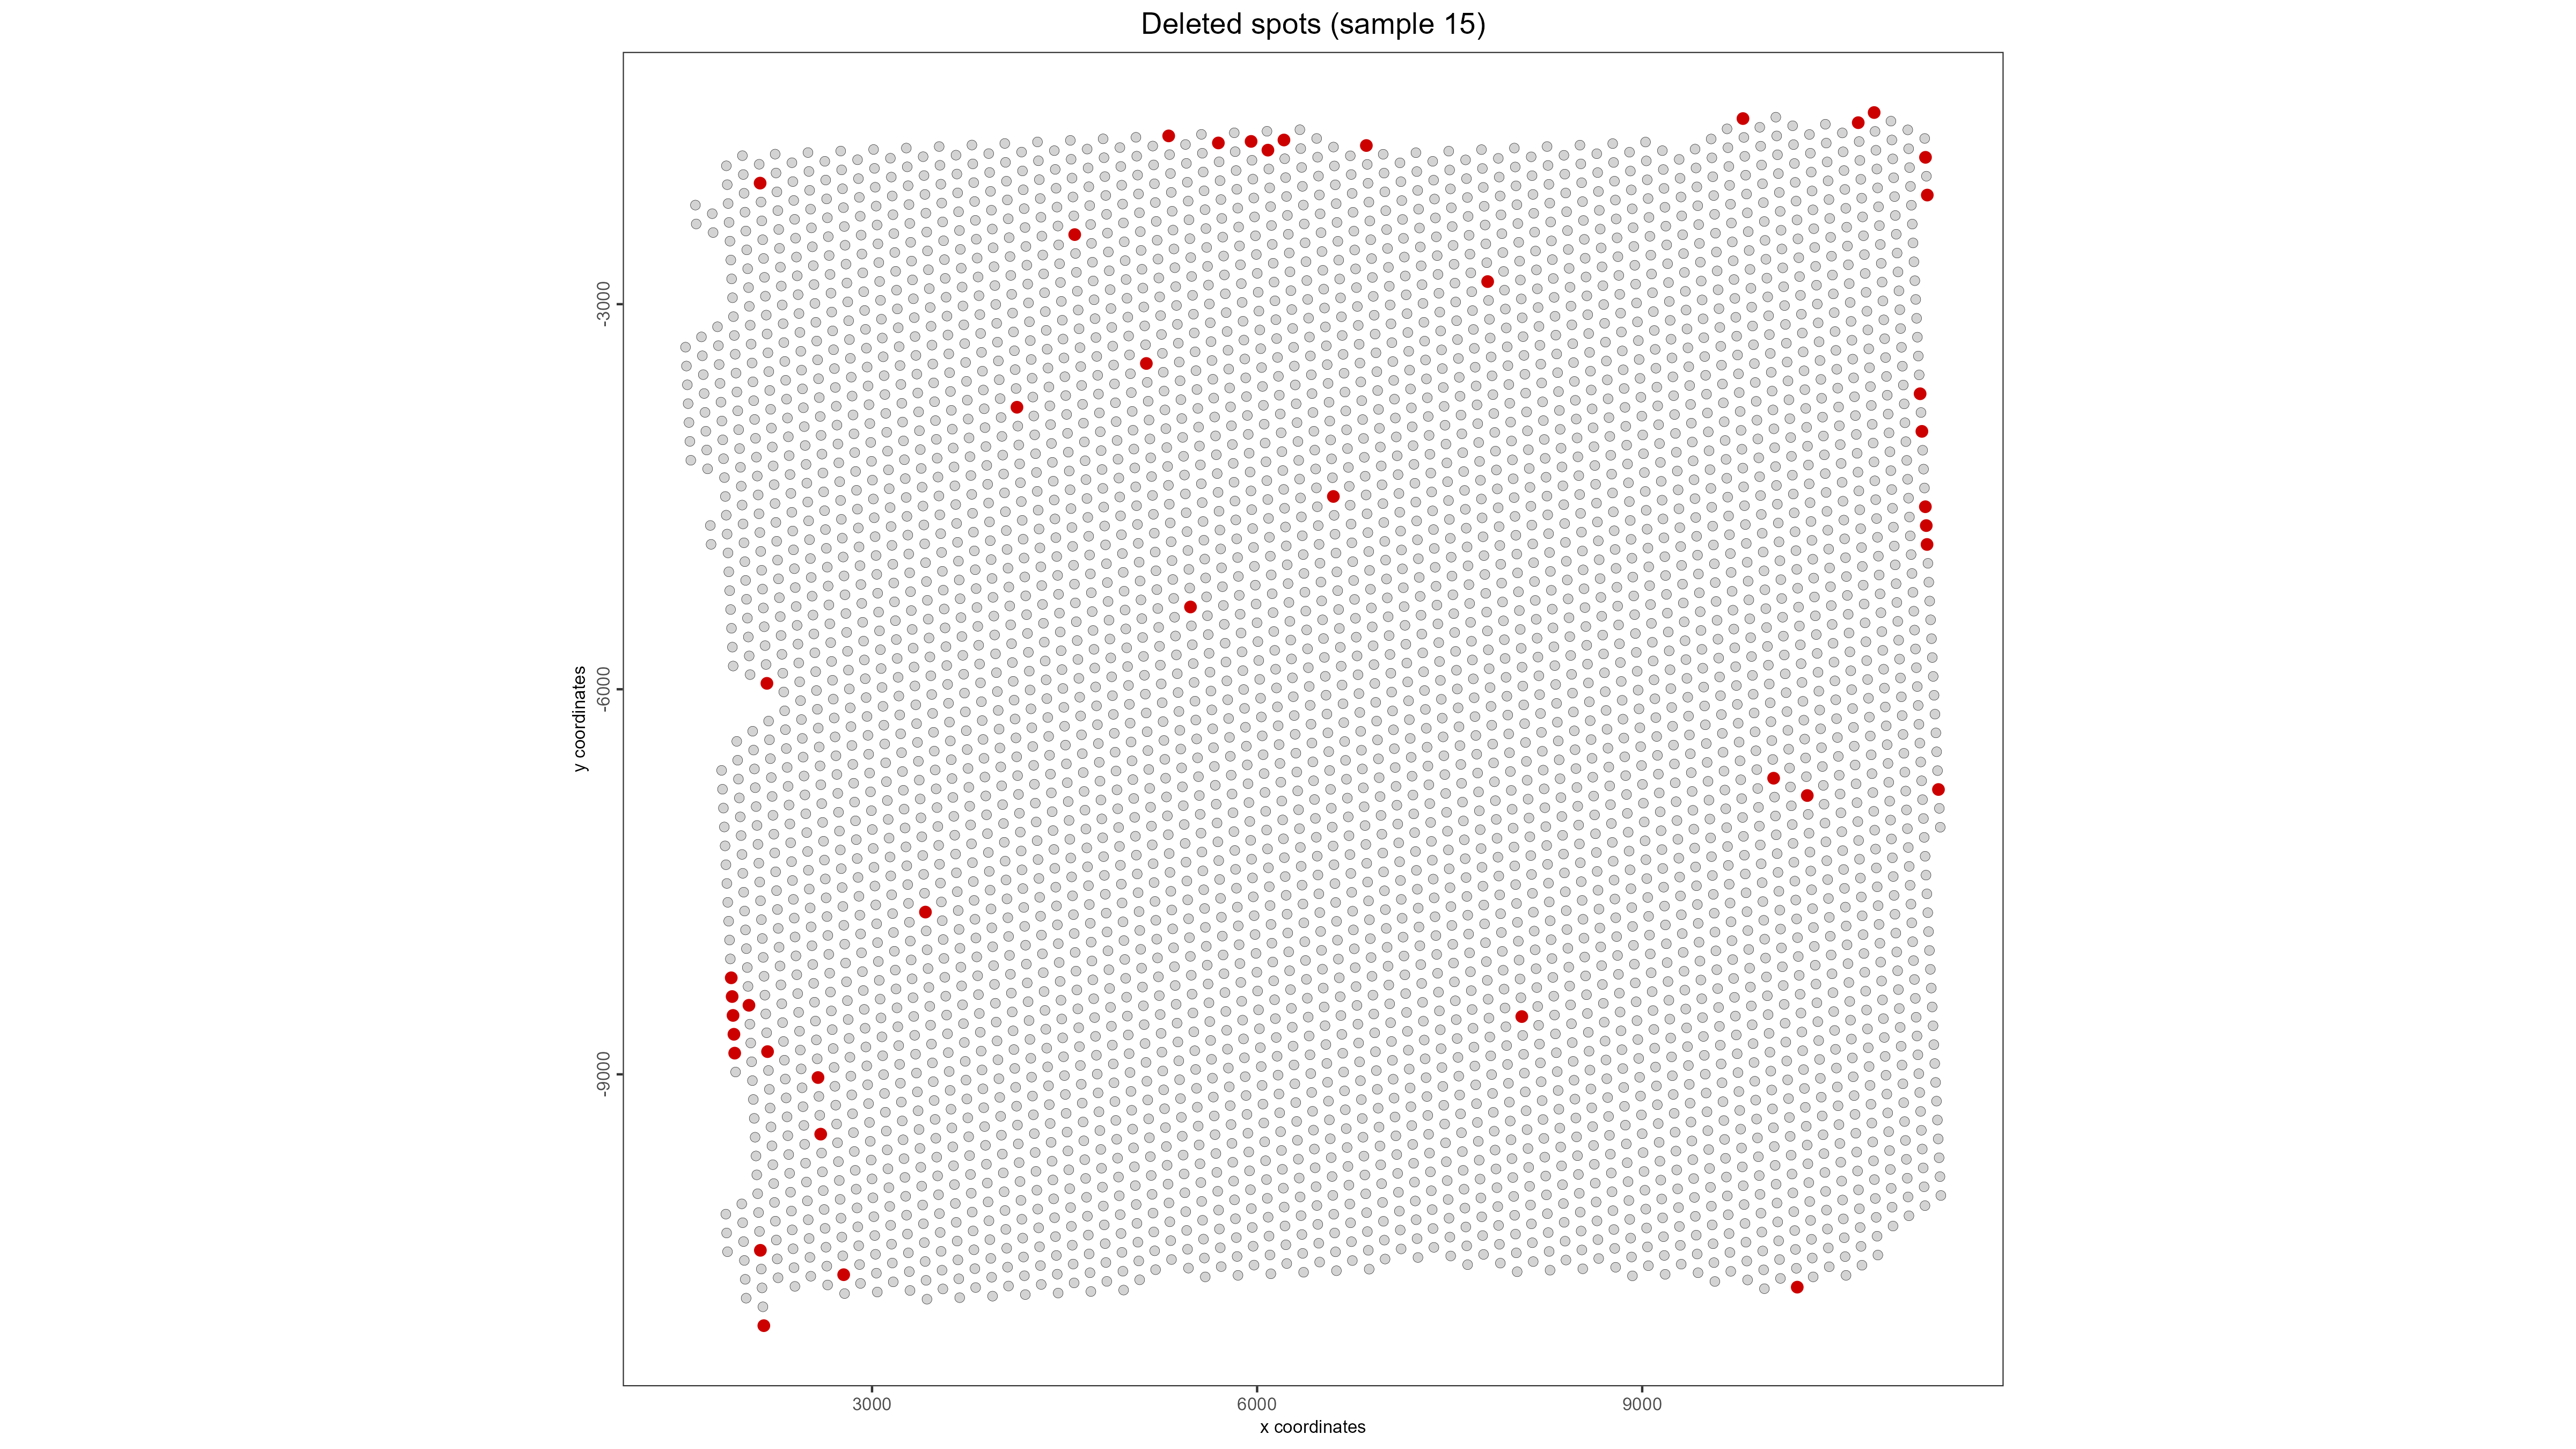 Deleted spots (sample 15)
-3000
-6000
-9000
y coordinates
3000 6000 9000
x coordinates